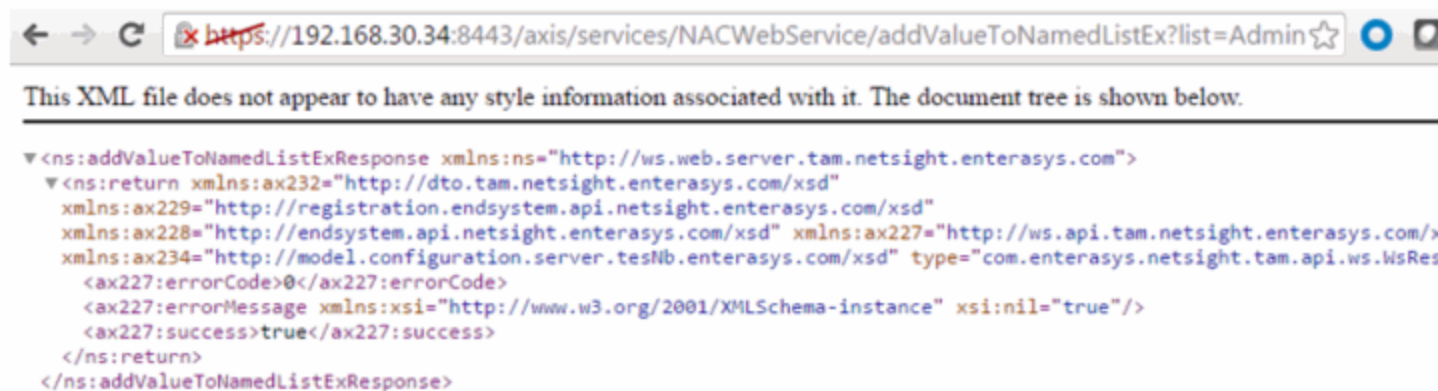 https://192.168.30.34:8443/axis/services/NACWebService/addValueToNamedListEx?list=Admin
This XML file does not appear to have any style information associated with it. The document tree is shown below.
▼<ns:addValueToNamedListExResponse xmlns:ns="http://ws.web.server.tam.netsight.enterasys.com">
▼<ns:return xmlns:ax232="http://dto.tam.netsight.enterasys.com/xsd"
xmlns:ax229="http://registration.endsystem.api.netsight.enterasys.com/xsd"
xmlns:ax228="http://endsystem.api.netsight.enterasys.com/xsd" xmlns:ax227="http://ws.api.tam.netsight.enterasys.com/
xmlns:ax234="http://model.configuration.server.tesNb.enterasys.com/xsd" type="com.enterasys.netsight.tam.api.ws.WsRes
<ax227:errorCode>0</ax227:errorCode>
<ax227:errorMessage xmlns:xsi="http://www.w3.org/2001/XMLSchema-instance" xsi:nil="true"/>
<ax227:success>true</ax227:success>
</ns:return>
</ns:addValueToNamedListExResponse>